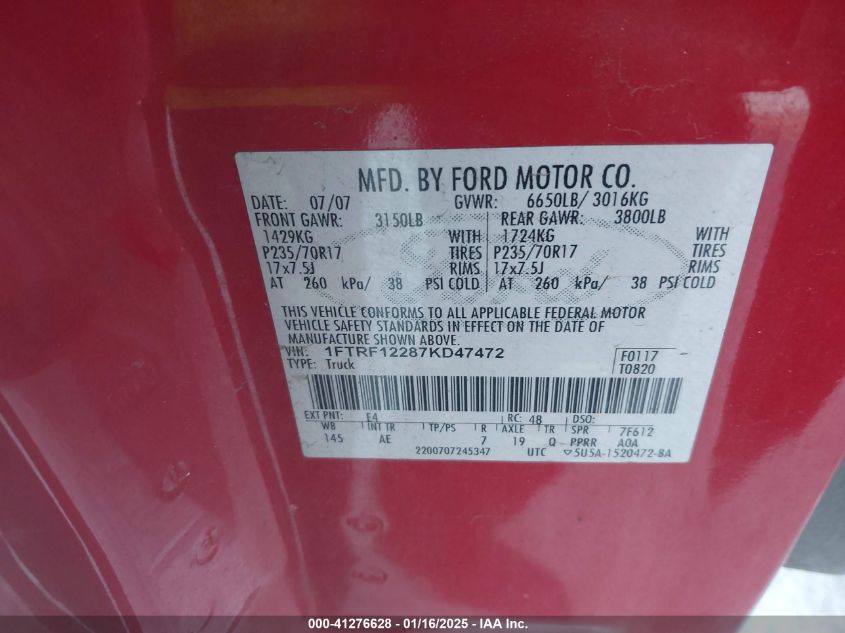 MFD. BY FORD MOTOR CO.
DATE: 07/07 GVWR: 6650LB/ 3016KG
FRONT GAWR: 3150LB REAR GAWR: 3800LB
1429KG WITH 1724KG WITH
P235/70R17 TIRES P235/70R17 TIRES
17x7.5J RIMS 17x7.5J RIMS
AT 260 kPa/ 38 PSI COLD AT 260 kPa/ 38 PSI COLD
THIS VEHICLE CONFORMS TO ALL APPLICABLE FEDERAL MOTOR
VEHICLE SAFETY STANDARDS IN EFFECT ON THE DATE OF
MANUFACTURE SHOWN ABOVE.
VIN: 1FTRF12287KD47472 F0117
TYPE: Truck T0820
EXT PNT: E4 RC: 48 DSO:
WB INT TR TP/PS R AXLE TR SPR 7F612
145 AE 7 19 Q PPRR A0A
2200707245347 UTC ▽5U5A-1520472-BA
000-41276628 - 01/16/2025 - IAA Inc.